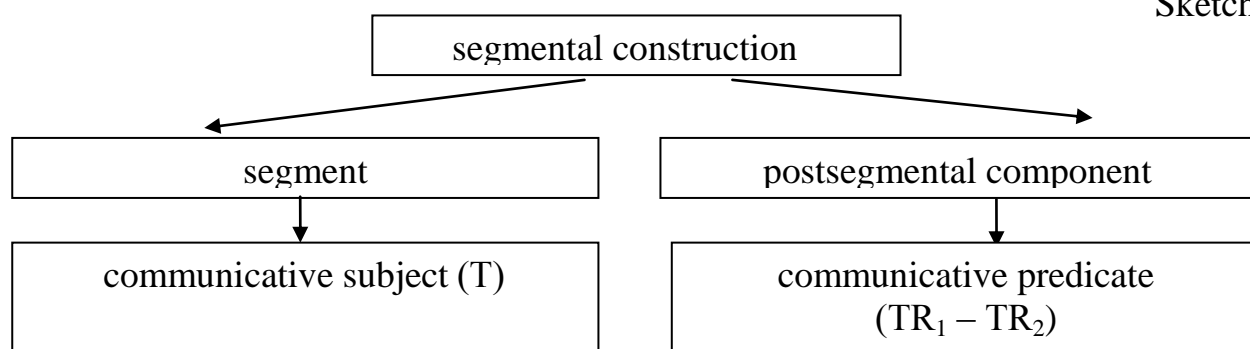 Sketch
segmental construction
segment
postsegmental component
communicative subject (T)
communicative predicate
(TR₁ – TR₂)